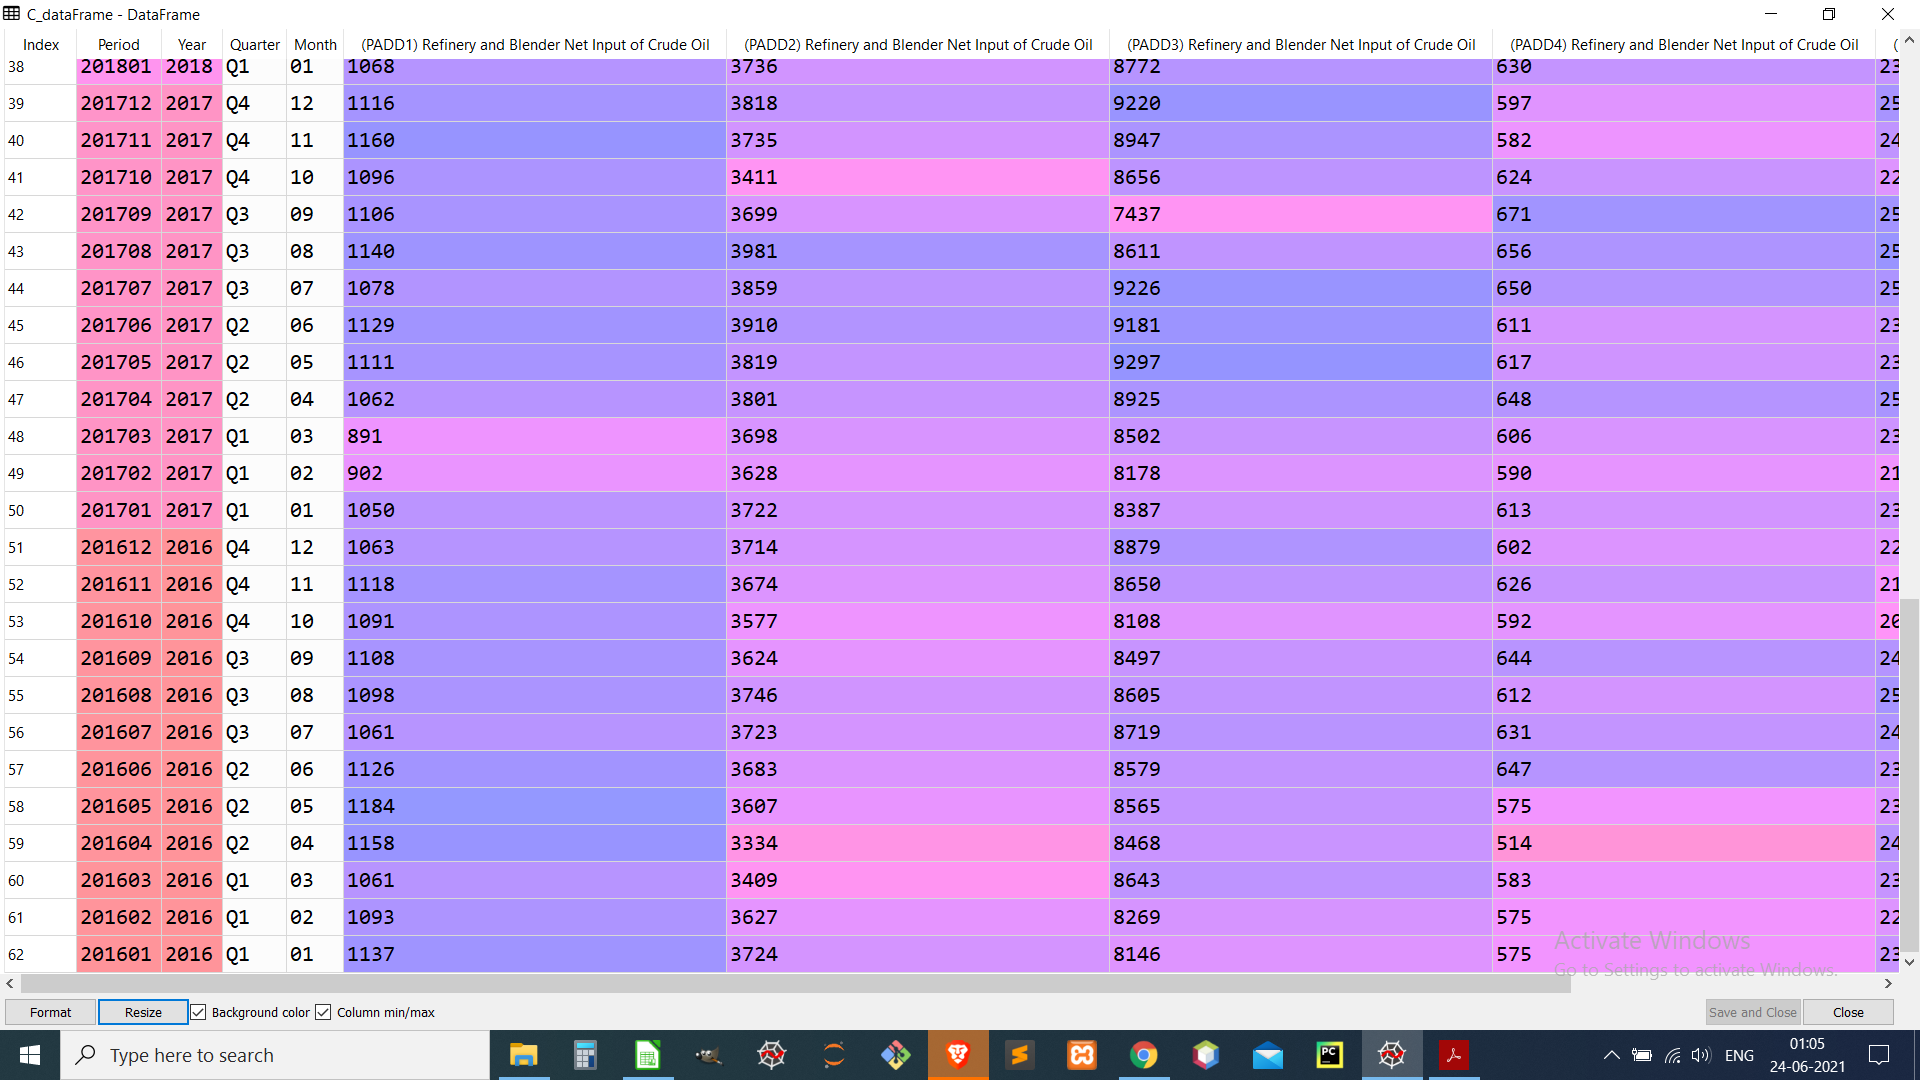 C_dataFrame - DataFrame
Index Period Year Quarter Month (PADD1) Refinery and Blender Net Input of Crude Oil (PADD2) Refinery and Blender Net Input of Crude Oil (PADD3) Refinery and Blender Net Input of Crude Oil (PADD4) Refinery and Blender Net Input of Crude Oil (
38 201801 2018 Q1 01 1068 3736 8772 630 23
39 201712 2017 Q4 12 1116 3818 9220 597 25
40 201711 2017 Q4 11 1160 3735 8947 582 24
41 201710 2017 Q4 10 1096 3411 8656 624 22
42 201709 2017 Q3 09 1106 3699 7437 671 25
43 201708 2017 Q3 08 1140 3981 8611 656 25
44 201707 2017 Q3 07 1078 3859 9226 650 25
45 201706 2017 Q2 06 1129 3910 9181 611 23
46 201705 2017 Q2 05 1111 3819 9297 617 23
47 201704 2017 Q2 04 1062 3801 8925 648 25
48 201703 2017 Q1 03 891 3698 8502 606 23
49 201702 2017 Q1 02 902 3628 8178 590 21
50 201701 2017 Q1 01 1050 3722 8387 613 23
51 201612 2016 Q4 12 1063 3714 8879 602 22
52 201611 2016 Q4 11 1118 3674 8650 626 21
53 201610 2016 Q4 10 1091 3577 8108 592 20
54 201609 2016 Q3 09 1108 3624 8497 644 24
55 201608 2016 Q3 08 1098 3746 8605 612 25
56 201607 2016 Q3 07 1061 3723 8719 631 24
57 201606 2016 Q2 06 1126 3683 8579 647 23
58 201605 2016 Q2 05 1184 3607 8565 575 23
59 201604 2016 Q2 04 1158 3334 8468 514 24
60 201603 2016 Q1 03 1061 3409 8643 583 23
61 201602 2016 Q1 02 1093 3627 8269 575 22
62 201601 2016 Q1 01 1137 3724 8146 575 23
Activate Windows
Go to Settings to activate Windows.
Format Resize Background color Column min/max Save and Close Close
Type here to search
PC
ENG
01:05
24-06-2021